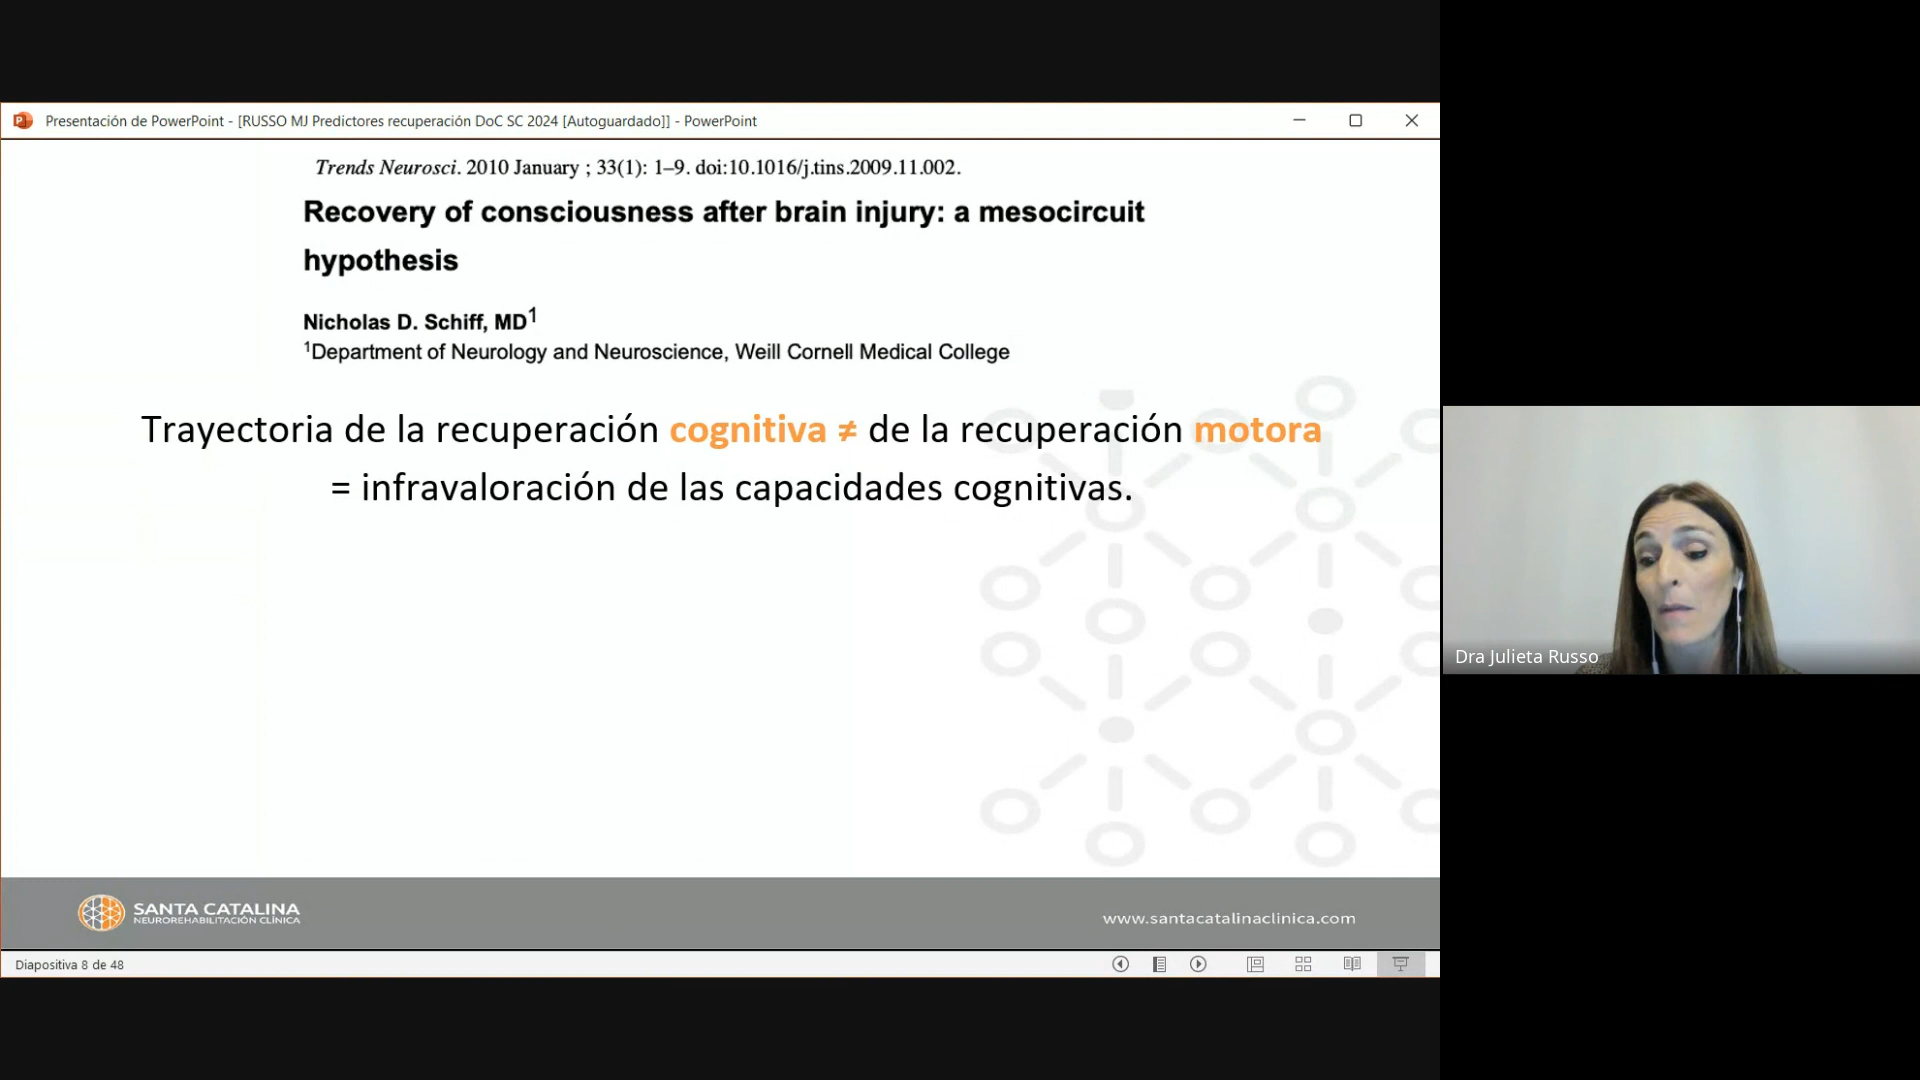 Presentación de PowerPoint - [RUSSO MJ Predictores recuperación DoC SC 2024 [Autoguardado]] - PowerPoint
Trends Neurosci. 2010 January ; 33(1): 1–9. doi:10.1016/j.tins.2009.11.002.
Recovery of consciousness after brain injury: a mesocircuit
hypothesis
Nicholas D. Schiff, MD1
1Department of Neurology and Neuroscience, Weill Cornell Medical College
Trayectoria de la recuperación cognitiva ≠ de la recuperación motora
= infravaloración de las capacidades cognitivas.
Dra Julieta Russo
SANTA CATALINA
NEUROREHABILITACIÓN CLÍNICA
www.santacatalinaclinica.com
Diapositiva 8 de 48